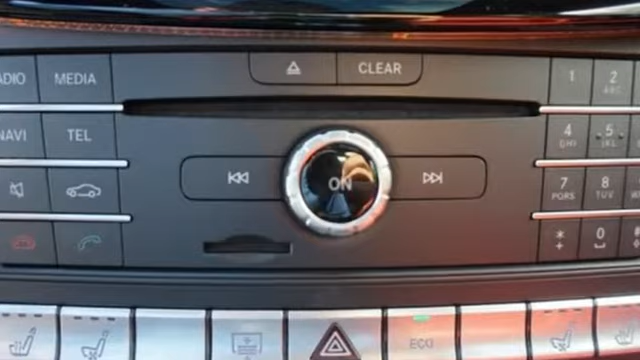 ADIO MEDIA CLEAR 1 2
ABC
NAVI TEL 4 5
GHI JKL
ON 7 8
PQRS TUV
* 0
+
ECO